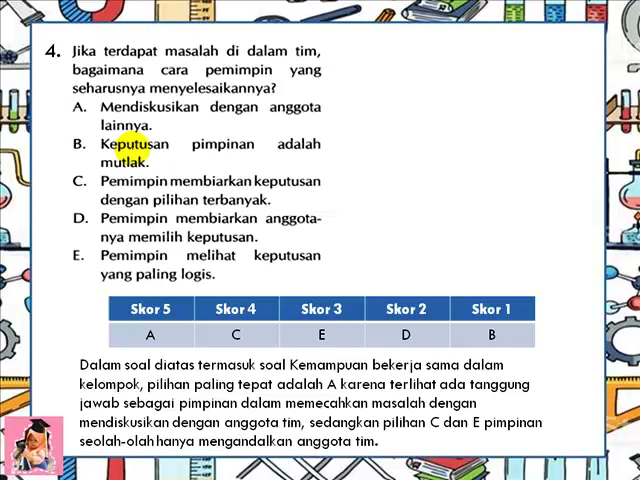 4. Jika terdapat masalah di dalam tim,
bagaimana cara pemimpin yang
seharusnya menyelesaikannya?
A. Mendiskusikan dengan anggota
lainnya.
B. Keputusan pimpinan adalah
mutlak.
C. Pemimpin membiarkan keputusan
dengan pilihan terbanyak.
D. Pemimpin membiarkan anggota-
nya memilih keputusan.
E. Pemimpin melihat keputusan
yang paling logis.
Skor 5 Skor 4 Skor 3 Skor 2 Skor 1
A C E D B
Dalam soal diatas termasuk soal Kemampuan bekerja sama dalam
kelompok, pilihan paling tepat adalah A karena terlihat ada tanggung
jawab sebagai pimpinan dalam memecahkan masalah dengan
mendiskusikan dengan anggota tim, sedangkan pilihan C dan E pimpinan
seolah-olah hanya mengandalkan anggota tim.